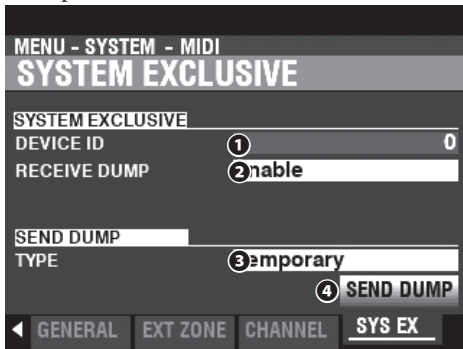 MENU - SYSTEM - MIDI
SYSTEM EXCLUSIVE
SYSTEM EXCLUSIVE
DEVICE ID 1 0
RECEIVE DUMP 2 nable
SEND DUMP
TYPE 3 emporary
4 SEND DUMP
GENERAL EXT ZONE CHANNEL SYS EX